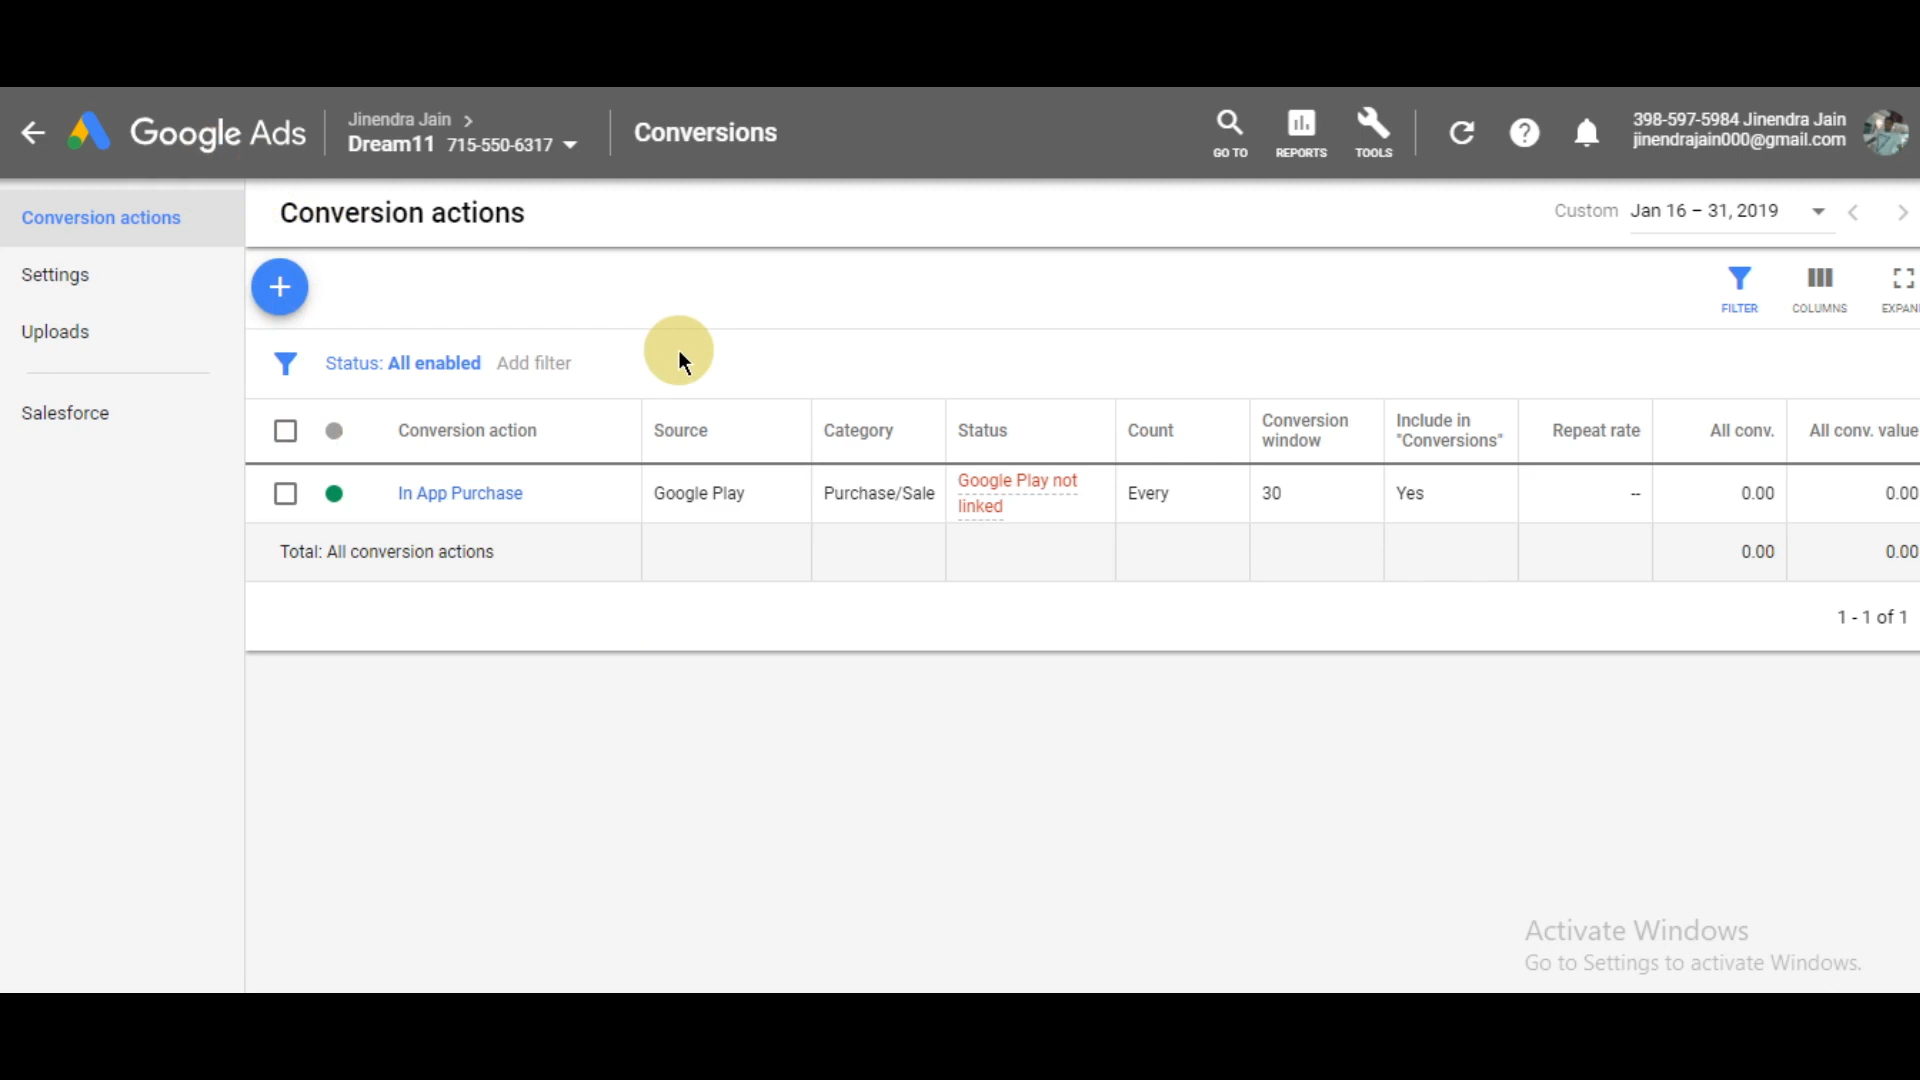 Google Ads
Jinendra Jain >
Dream11 715-550-6317
Conversions
GO TO
REPORTS
TOOLS
398-597-5984 Jinendra Jain
jinendrajain000@gmail.com
Conversion actions
Settings
Uploads
Salesforce
Conversion actions
Custom Jan 16 – 31, 2019
FILTER
COLUMNS
EXPAN
Status: All enabled Add filter
Conversion action
Source
Category
Status
Count
Conversion
window
Include in
"Conversions"
Repeat rate
All conv.
All conv. value
In App Purchase
Google Play
Purchase/Sale
Google Play not
linked
Every
30
Yes
--
0.00
0.00
Total: All conversion actions
0.00
0.00
1 - 1 of 1
Activate Windows
Go to Settings to activate Windows.